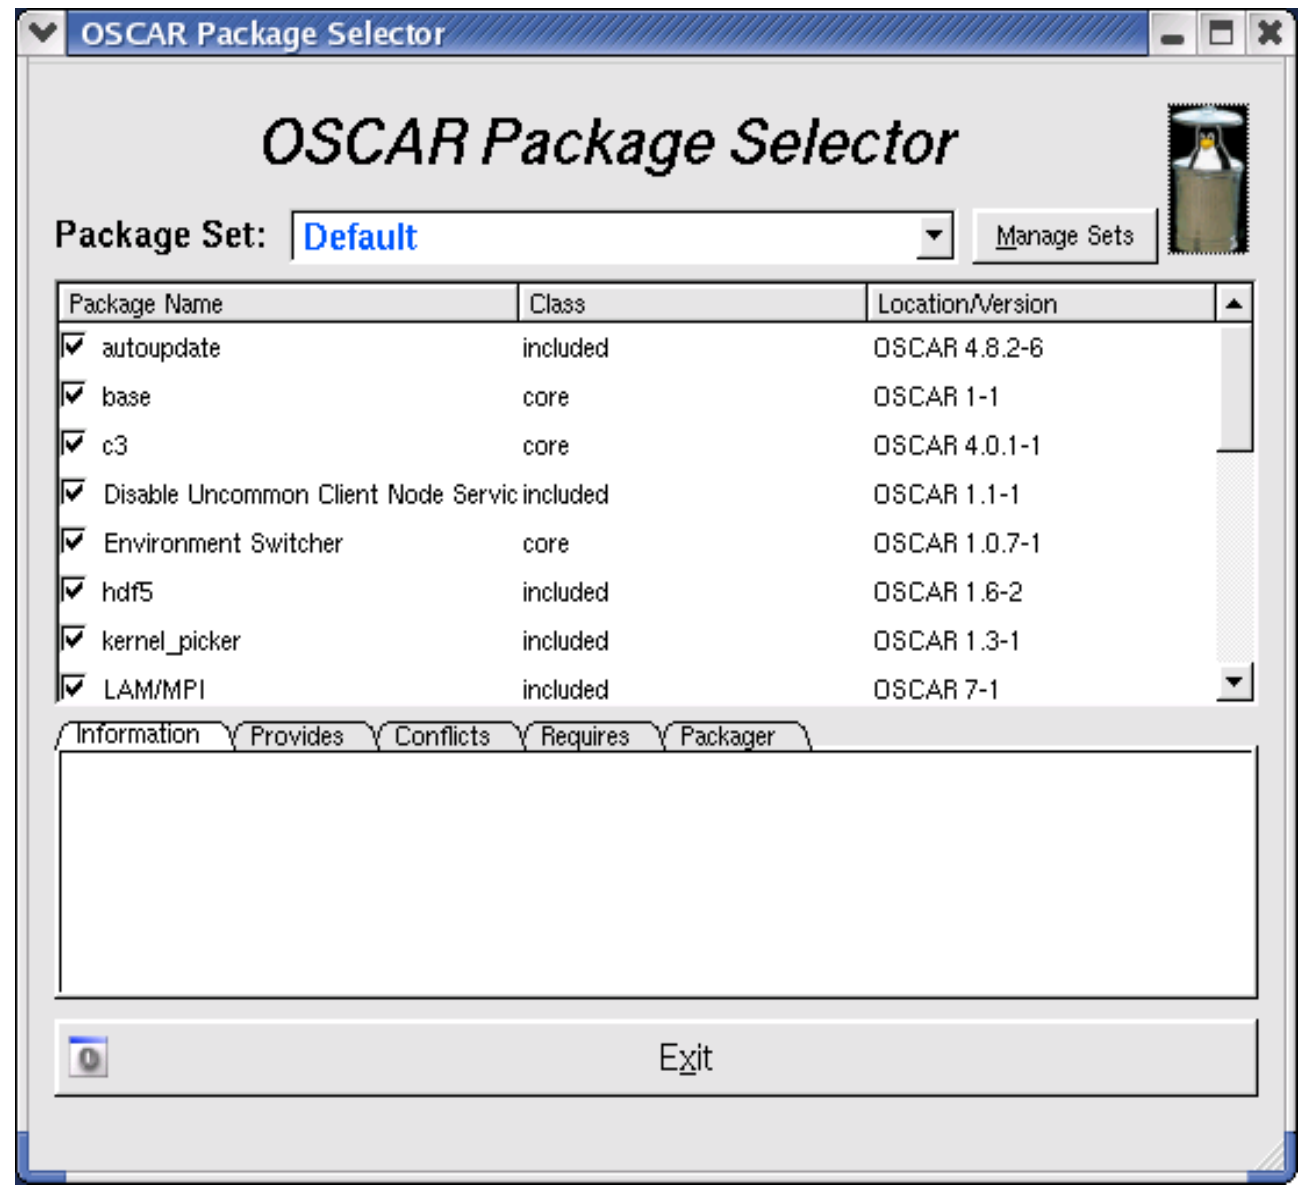 OSCAR Package Selector
OSCAR Package Selector
Package Set: Default Manage Sets
Package Name Class Location/Version
autoupdate included OSCAR 4.8.2-6
base core OSCAR 1-1
c3 core OSCAR 4.0.1-1
Disable Uncommon Client Node Servic included OSCAR 1.1-1
Environment Switcher core OSCAR 1.0.7-1
hdf5 included OSCAR 1.6-2
kernel_picker included OSCAR 1.3-1
LAM/MPI included OSCAR 7-1
Information Provides Conflicts Requires Packager
Exit